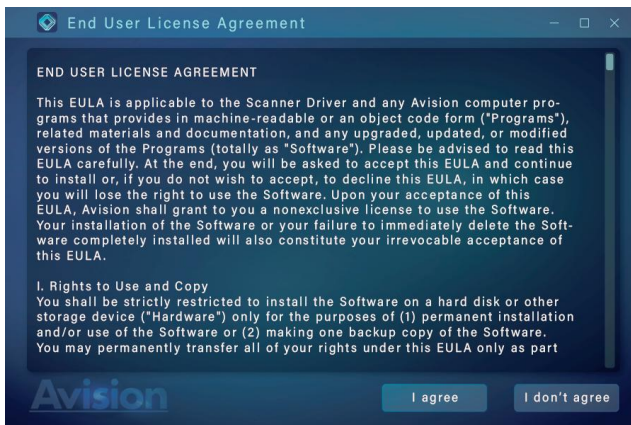 End User License Agreement
END USER LICENSE AGREEMENT
This EULA is applicable to the Scanner Driver and any Avision computer pro-
grams that provides in machine-readable or an object code form ("Programs"),
related materials and documentation, and any upgraded, updated, or modified
versions of the Programs (totally as "Software"). Please be advised to read this
EULA carefully. At the end, you will be asked to accept this EULA and continue
to install or, if you do not wish to accept, to decline this EULA, in which case
you will lose the right to use the Software. Upon your acceptance of this
EULA, Avision shall grant to you a nonexclusive license to use the Software.
Your installation of the Software or your failure to immediately delete the Soft-
ware completely installed will also constitute your irrevocable acceptance of
this EULA.
I. Rights to Use and Copy
You shall be strictly restricted to install the Software on a hard disk or other
storage device ("Hardware") only for the purposes of (1) permanent installation
and/or use of the Software or (2) making one backup copy of the Software.
You may permanently transfer all of your rights under this EULA only as part
Avision
I agree
I don't agree